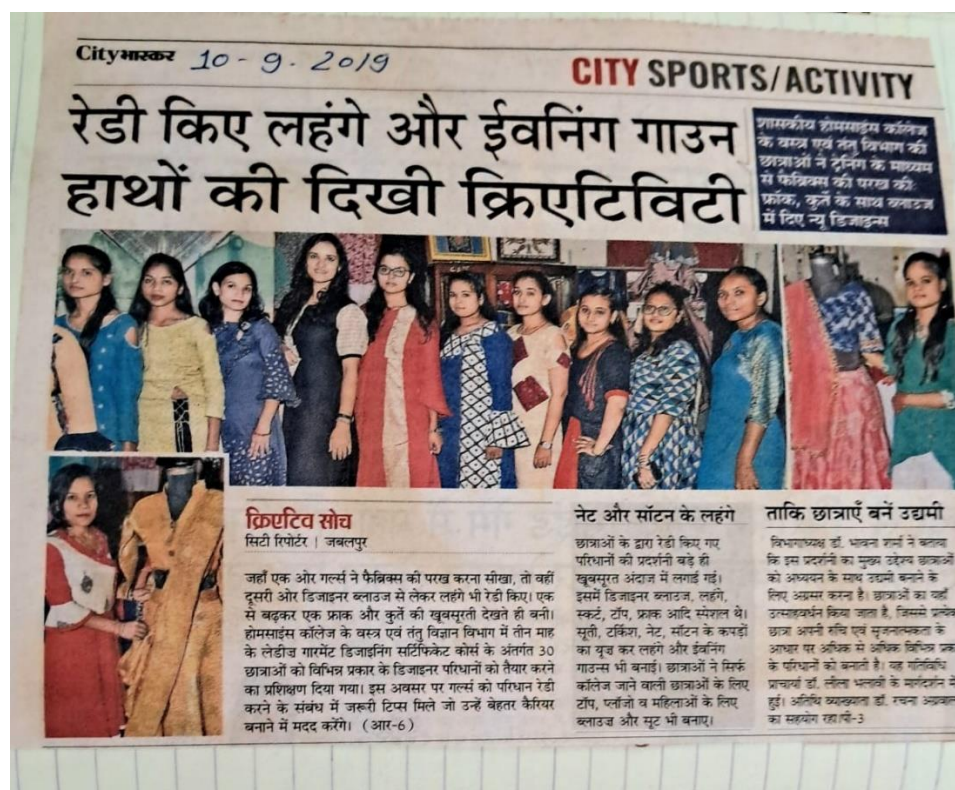 City भास्कर 10-9-2019
CITY SPORTS/ACTIVITY
रेडी किए लहंगे और ईवनिंग गाउन
हाथों की दिखी क्रिएटिविटी
शासकीय होमसाइंस कॉलेज
के वस्त्र एवं तंतु विभाग की
छात्राओं ने ट्रेनिंग के माध्यम
से फैब्रिक्स की परख की
फ्रॉक, कुर्ते के साथ ब्लाउज
में दिए न्यू डिजाइन्स
क्रिएटिव सोच
सिटी रिपोर्टर | जबलपुर
जहाँ एक ओर गर्ल्स ने फैब्रिक्स की परख करना सीखा, तो वहीं
दूसरी ओर डिजाइनर ब्लाउज से लेकर लहंगे भी रेडी किए। एक
से बढ़कर एक फ्राक और कुर्ते की खूबसूरती देखते ही बनी।
होमसाइंस कॉलेज के वस्त्र एवं तंतु विज्ञान विभाग में तीन माह
के लेडीज गारमेंट डिजाइनिंग सर्टिफिकेट कोर्स के अंतर्गत 30
छात्राओं को विभिन्न प्रकार के डिजाइनर परिधानों को तैयार करने
का प्रशिक्षण दिया गया। इस अवसर पर गर्ल्स को परिधान रेडी
करने के संबंध में जरूरी टिप्स मिले जो उन्हें बेहतर कैरियर
बनाने में मदद करेंगे। (आर-6)
नेट और सॉटन के लहंगे
छात्राओं के द्वारा रेडी किए गए
परिधानों की प्रदर्शनी बड़े ही
खूबसूरत अंदाज में लगाई गई।
इसमें डिजाइनर ब्लाउज, लहंगे,
स्कर्ट, टॉप, फ्राक आदि स्पेशल थे।
सूती, टर्किश, नेट, सॉटन के कपड़ों
का यूज कर लहंगे और ईवनिंग
गाउन्स भी बनाई। छात्राओं ने सिर्फ
कॉलेज जाने वाली छात्राओं के लिए
टॉप, प्लाजो व महिलाओं के लिए
ब्लाउज और सूट भी बनाए।
ताकि छात्राएँ बनें उद्यमी
विभागाध्यक्ष डॉ. भावना शर्मा ने बताया
कि इस प्रदर्शनी का मुख्य उद्देश्य छात्राओं
को अध्ययन के साथ उद्यमी बनाने के
लिए अग्रसर करना है। छात्राओं का यहाँ
उत्साहवर्धन किया जाता है, जिससे
छात्रा अपनी रुचि एवं सृजनात्मकता के
आधार पर अधिक से अधिक विभिन्न
के परिधानों को बनाती है। यह गतिविधि
प्राचार्या डॉ. लीला भलावी के मार्गदर्शन में
हुई। अतिथि व्याख्याता डॉ. रचना
का सहयोग रहा।पी-3